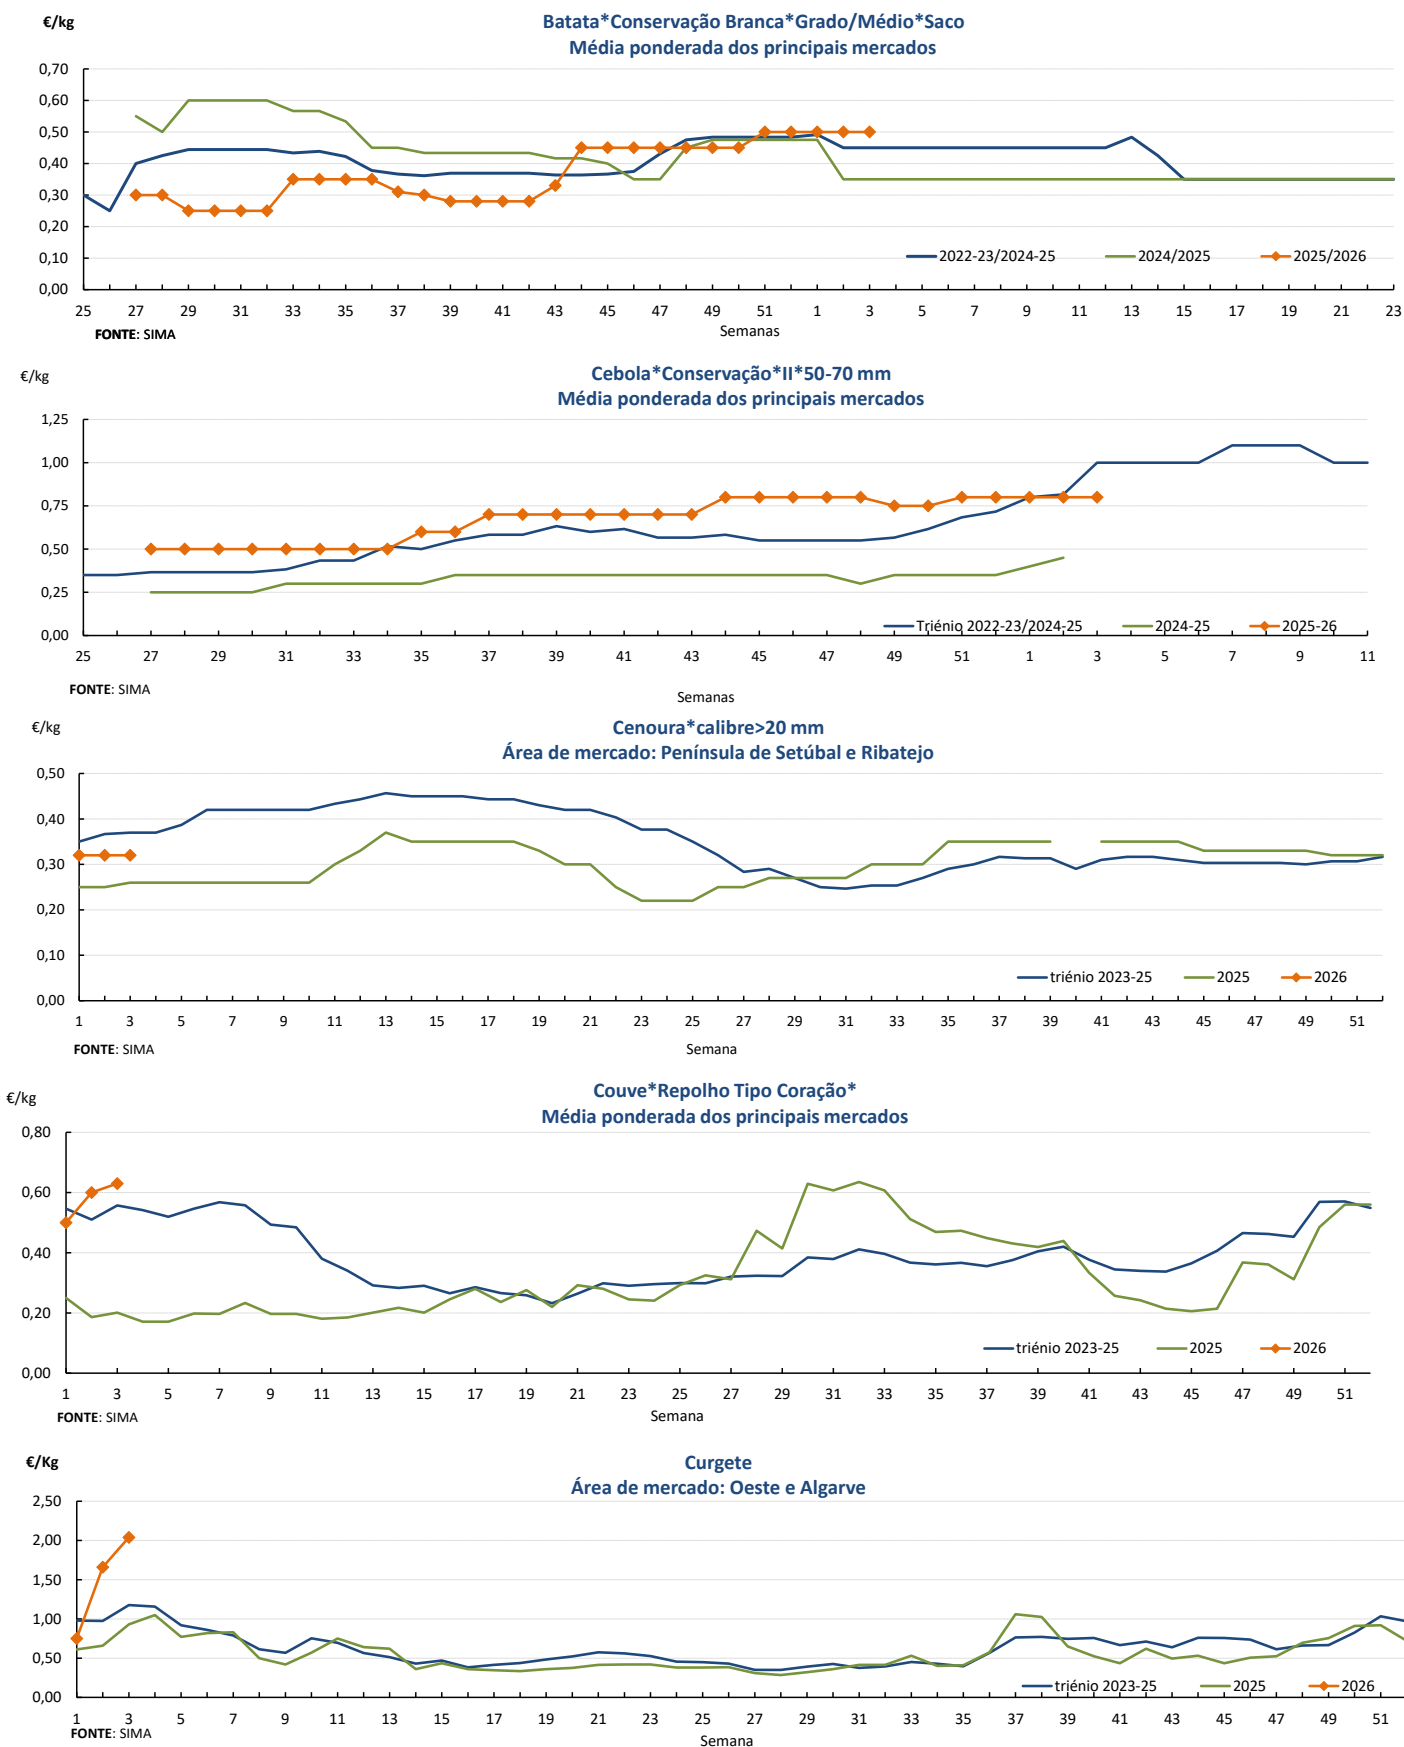 €/kg
Batata*Conservação Branca*Grado/Médio*Saco
Média ponderada dos principais mercados
0,70
0,60
0,50
0,40
0,30
0,20
0,10
0,00
2022-23/2024-25 2024/2025 2025/2026
25 27 29 31 33 35 37 39 41 43 45 47 49 51 1 3 5 7 9 11 13 15 17 19 21 23
Semanas
FONTE: SIMA
€/kg
Cebola*Conservação*II*50-70 mm
Média ponderada dos principais mercados
1,25
1,00
0,75
0,50
0,25
0,00
Triénio 2022-23/2024-25 2024-25 2025-26
25 27 29 31 33 35 37 39 41 43 45 47 49 51 1 3 5 7 9 11
FONTE: SIMA
Semanas
€/kg
Cenoura*calibre>20 mm
Área de mercado: Península de Setúbal e Ribatejo
0,50
0,40
0,30
0,20
0,10
0,00
triénio 2023-25 2025 2026
1 3 5 7 9 11 13 15 17 19 21 23 25 27 29 31 33 35 37 39 41 43 45 47 49 51
FONTE: SIMA
Semana
€/kg
Couve*Repolho Tipo Coração*
Média ponderada dos principais mercados
0,80
0,60
0,40
0,20
0,00
triénio 2023-25 2025 2026
1 3 5 7 9 11 13 15 17 19 21 23 25 27 29 31 33 35 37 39 41 43 45 47 49 51
FONTE: SIMA
Semana
€/Kg
Curgete
Área de mercado: Oeste e Algarve
2,50
2,00
1,50
1,00
0,50
0,00
triénio 2023-25 2025 2026
1 3 5 7 9 11 13 15 17 19 21 23 25 27 29 31 33 35 37 39 41 43 45 47 49 51
FONTE: SIMA
Semana